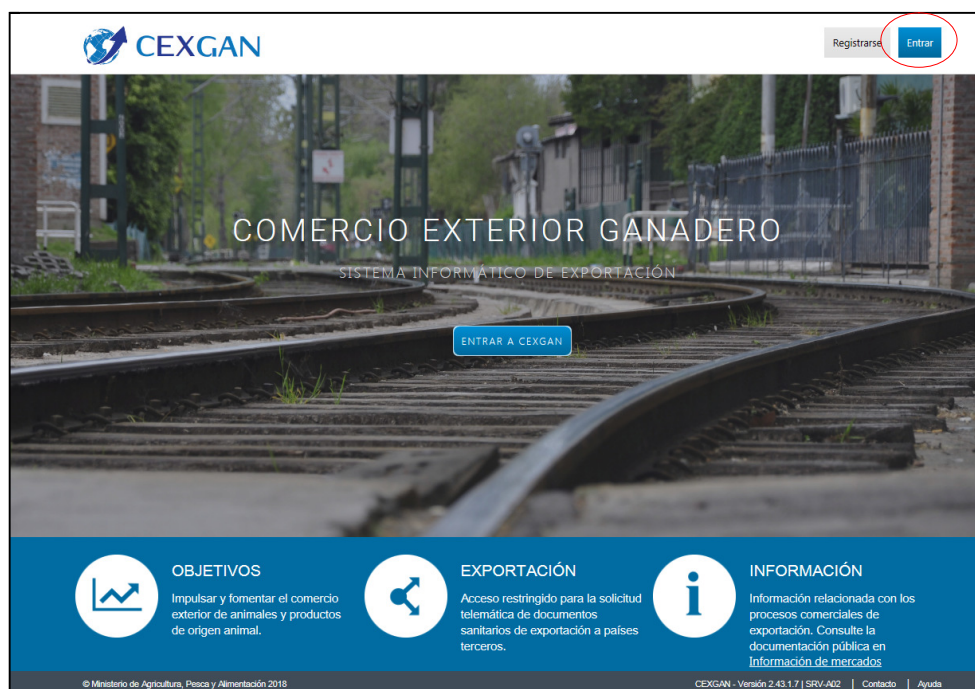 CEXGAN
Registrarse
Entrar
COMERCIO EXTERIOR GANADERO
SISTEMA INFORMÁTICO DE EXPORTACIÓN
ENTRAR A CEXGAN
OBJETIVOS
Impulsar y fomentar el comercio
exterior de animales y productos
de origen animal.
EXPORTACIÓN
Acceso restringido para la solicitud
telemática de documentos
sanitarios de exportación a países
terceros.
INFORMACIÓN
Información relacionada con los
procesos comerciales de
exportación. Consulte la
documentación pública en
Información de mercados
© Ministerio de Agricultura, Pesca y Alimentación 2018
CEXGAN - Versión 2.43.1.7 | SRV-A02 | Contacto | Ayuda